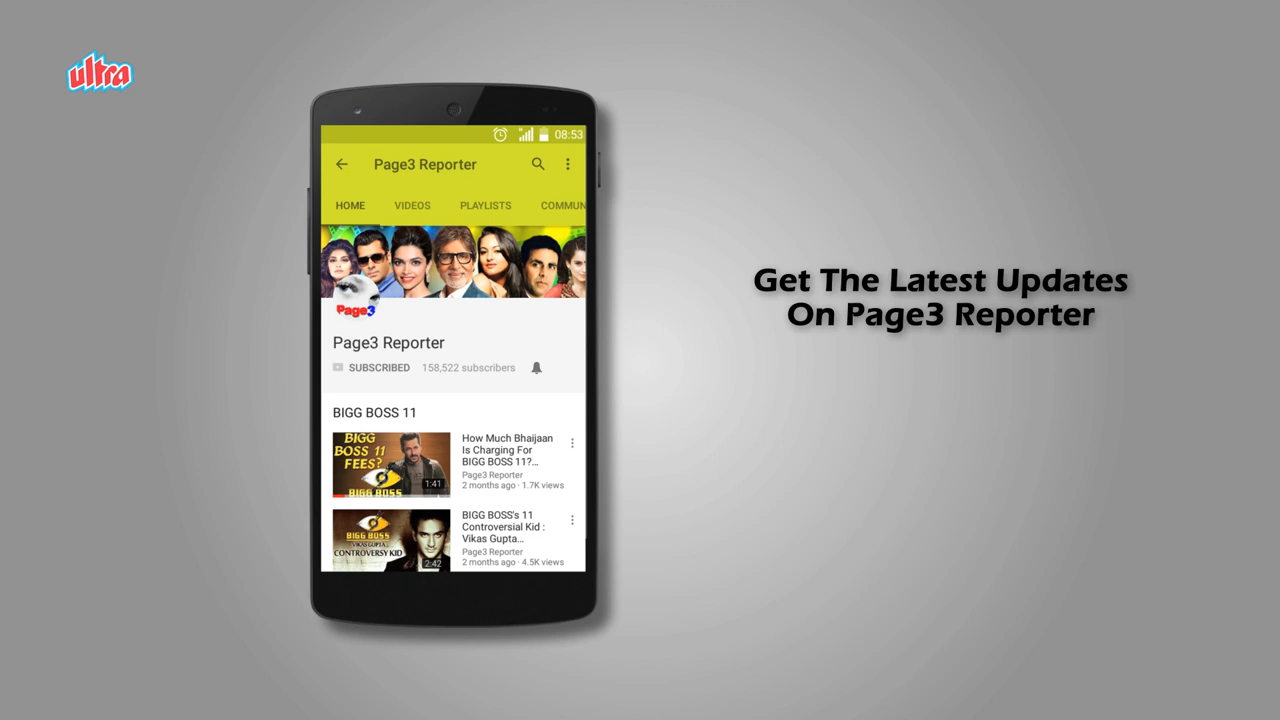 ultra
08:53
Page3 Reporter
HOME VIDEOS PLAYLISTS COMMUN
Page3
Page3 Reporter
SUBSCRIBED 158,522 subscribers
BIGG BOSS 11
BIGG
BOSS 11
FEES?
BIGG BOSS
1:41
How Much Bhaijaan
Is Charging For
BIGG BOSS 11?...
Page3 Reporter
2 months ago · 1.7K views
BIGG BOSS
VIKAS GUPTA
CONTROVERSY KID
2:42
BIGG BOSS's 11
Controversial Kid :
Vikas Gupta...
Page3 Reporter
2 months ago · 4.5K views
Get The Latest Updates
On Page3 Reporter